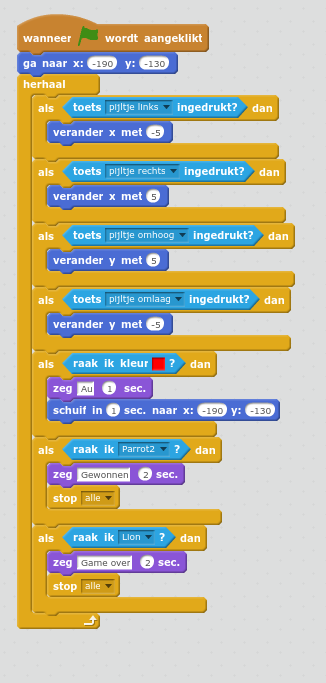 wanneer wordt aangeklikt
ga naar x: -190 y: -130
herhaal
als toets pijltje links ingedrukt? dan
verander x met -5
als toets pijltje rechts ingedrukt? dan
verander x met 5
als toets pijltje omhoog ingedrukt? dan
verander y met 5
als toets pijltje omlaag ingedrukt? dan
verander y met -5
als raak ik kleur ? dan
zeg Au 1 sec.
schuif in 1 sec. naar x: -190 y: -130
als raak ik Parrot2 ? dan
zeg Gewonnen 2 sec.
stop alle
als raak ik Lion ? dan
zeg Game over 2 sec.
stop alle